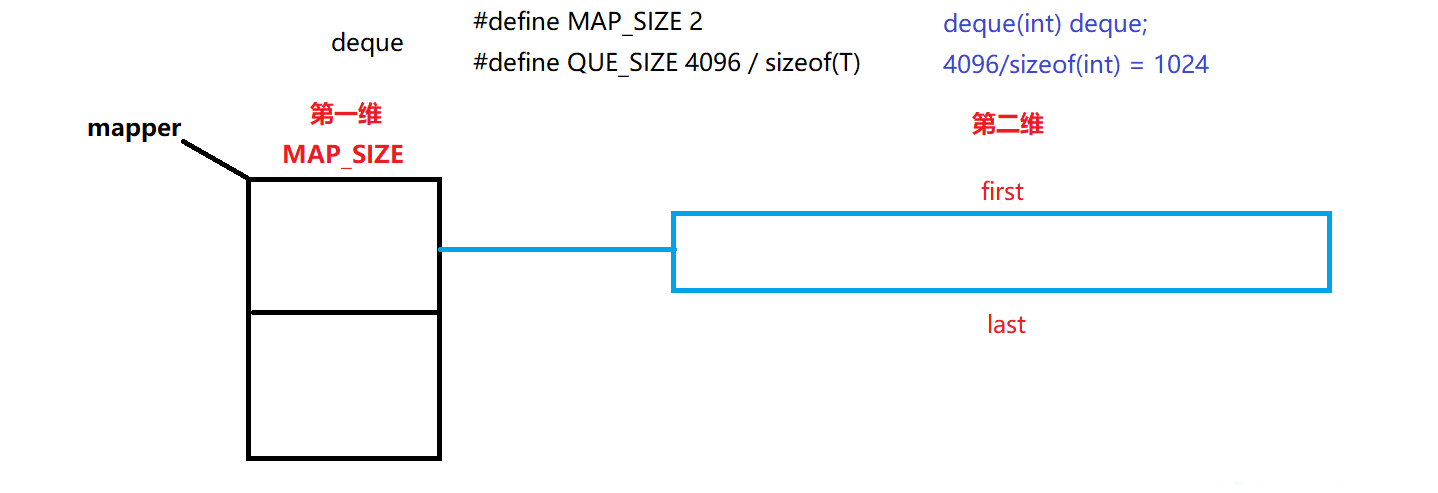 deque
#define MAP_SIZE 2
#define QUE_SIZE 4096 / sizeof(T)
deque(int) deque;
4096/sizeof(int) = 1024
mapper
第一维
MAP_SIZE
第二维
first
last